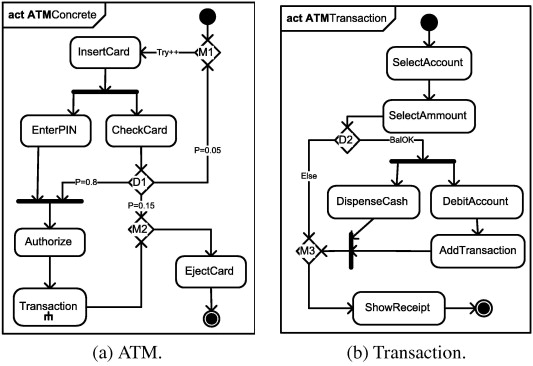 act ATMConcrete
InsertCard
Try++
M1
EnterPIN
CheckCard
P=0.05
P=0.8
D1
P=0.15
M2
Authorize
EjectCard
Transaction
(a) ATM.
act ATMTransaction
SelectAccount
SelectAmmount
D2
BalOK
Else
DispenseCash
DebitAccount
M3
AddTransaction
ShowReceipt
(b) Transaction.